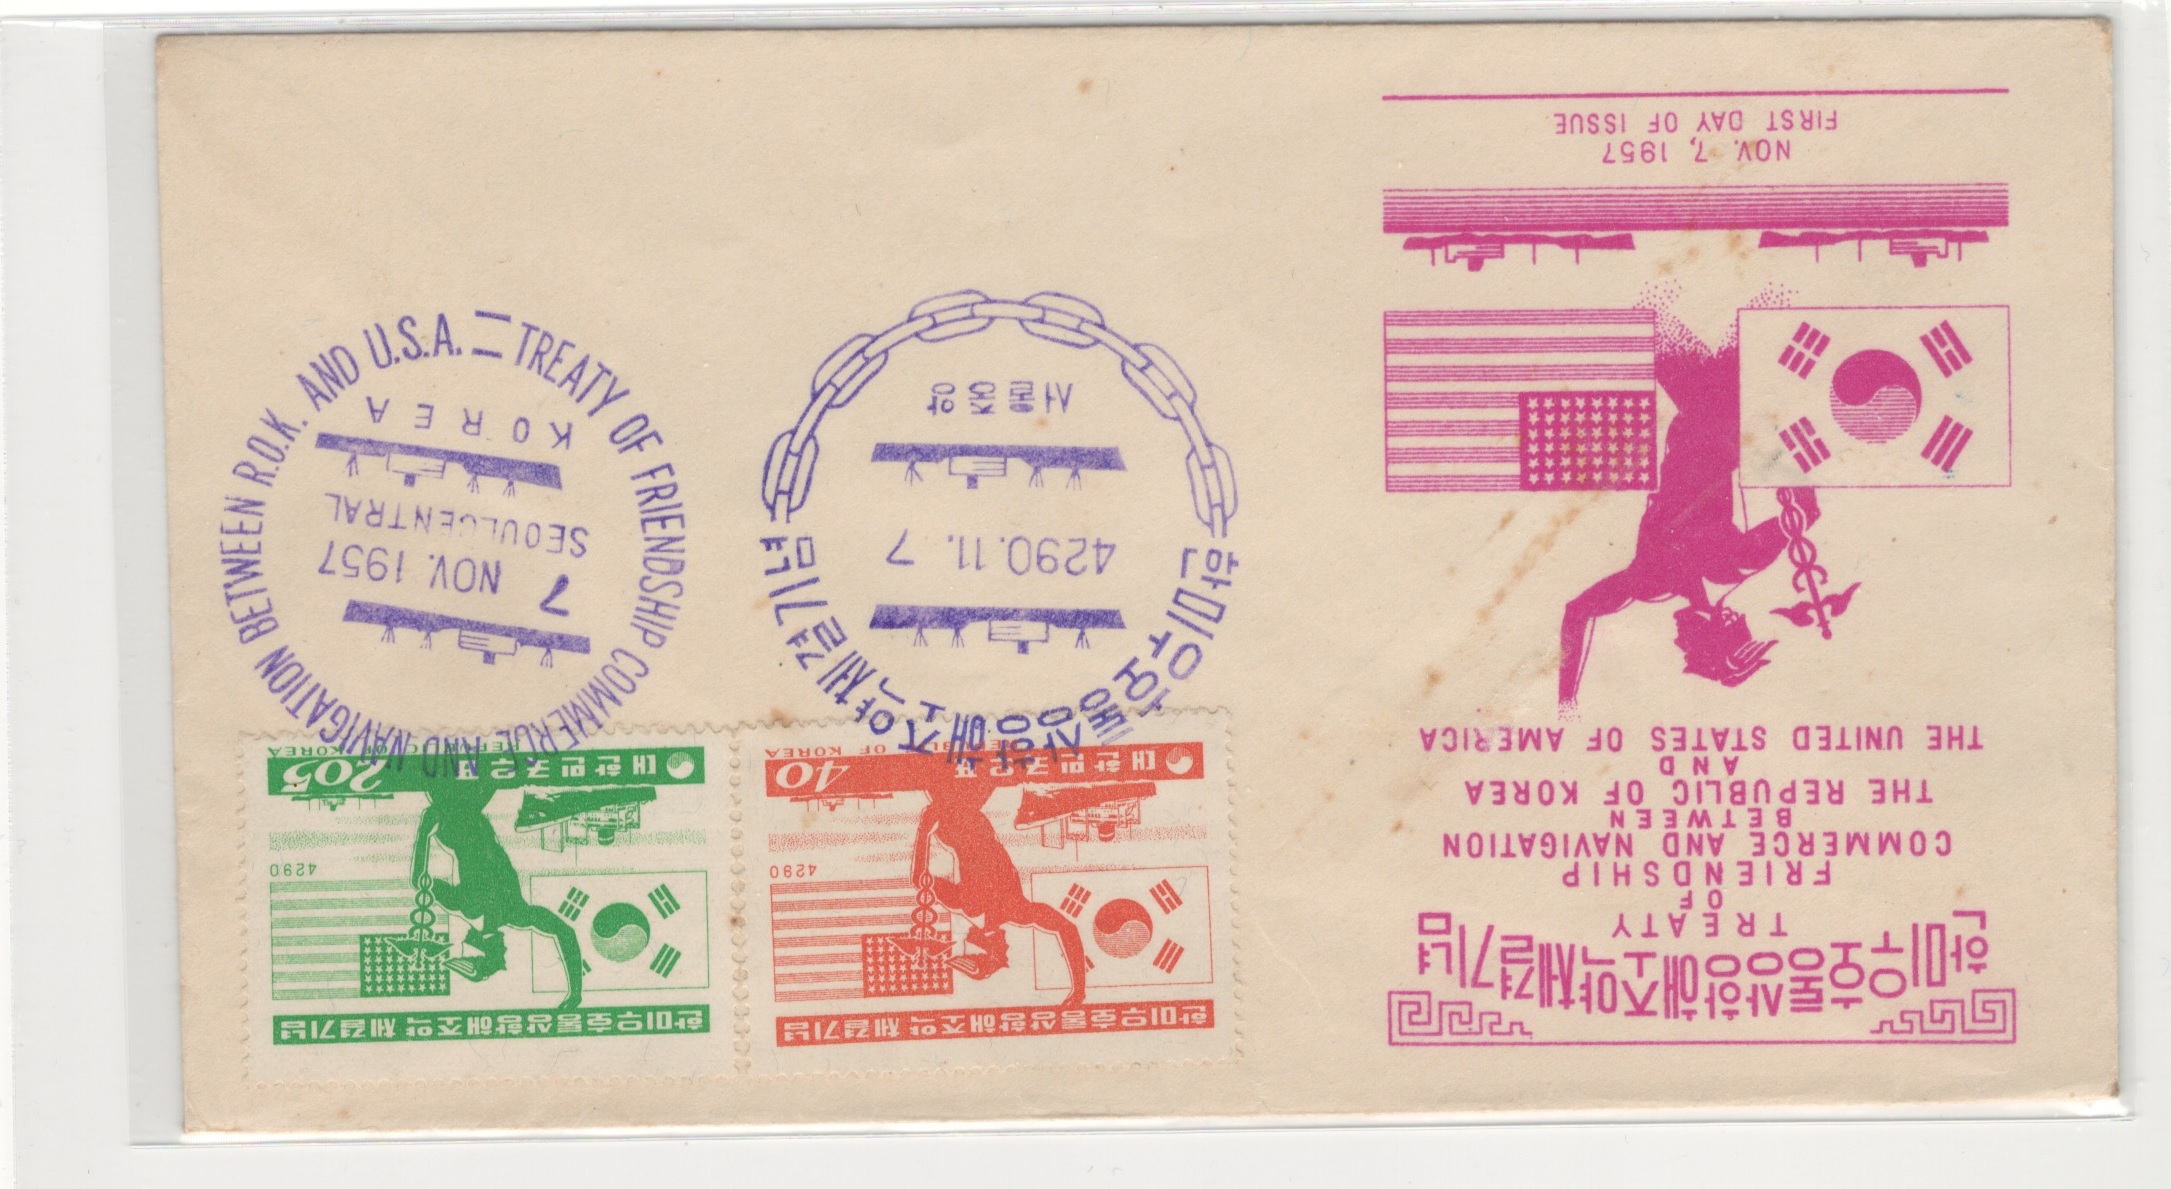 한미우호통상항해조약체결기념
TREATY
OF
FRIENDSHIP
COMMERCE AND NAVIGATION
BETWEEN
THE REPUBLIC OF KOREA
AND
THE UNITED STATES OF AMERICA
NOV. 7, 1957
FIRST DAY OF ISSUE
한미우호통상항해조약 체결기념
4290
대한민국우표 40
REPUBLIC OF KOREA
한미우호통상항해조약 체결기념
4290
대한민국우표 205
REPUBLIC OF KOREA
한미우호통상항해조약체결기념
4290.11. 7
서울중앙
TREATY OF FRIENDSHIP COMMERCE AND NAVIGATION BETWEEN R.O.K. AND U.S.A.
7 NOV. 1957
SEOUL CENTRAL
KOREA